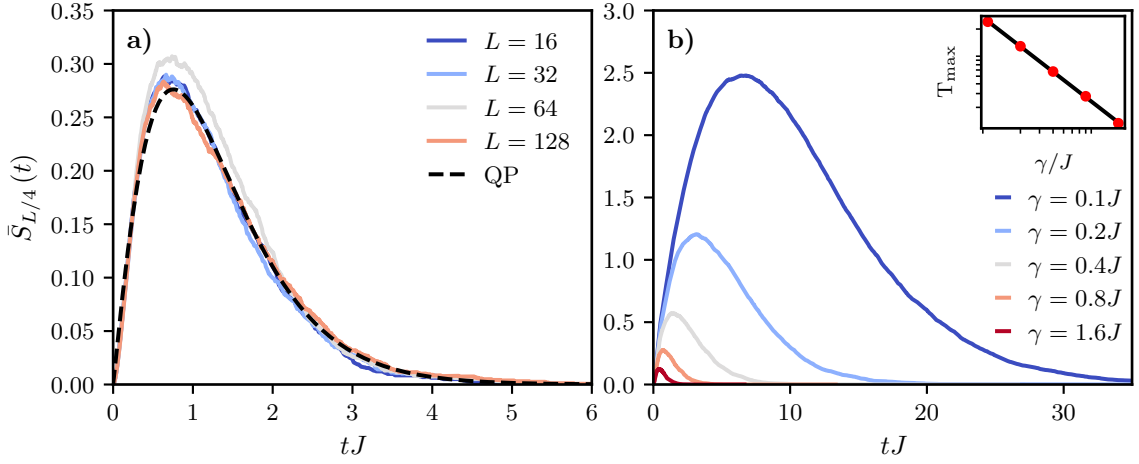 a)
0.35
0.30
0.25
0.20
0.15
0.10
0.05
0.00
S̄_{L/4} (t)
L = 16
L = 32
L = 64
L = 128
QP
0 1 2 3 4 5 6
tJ
b)
3.0
2.5
2.0
1.5
1.0
0.5
0.0
T_max
γ/J
γ = 0.1J
γ = 0.2J
γ = 0.4J
γ = 0.8J
γ = 1.6J
0 10 20 30
tJ